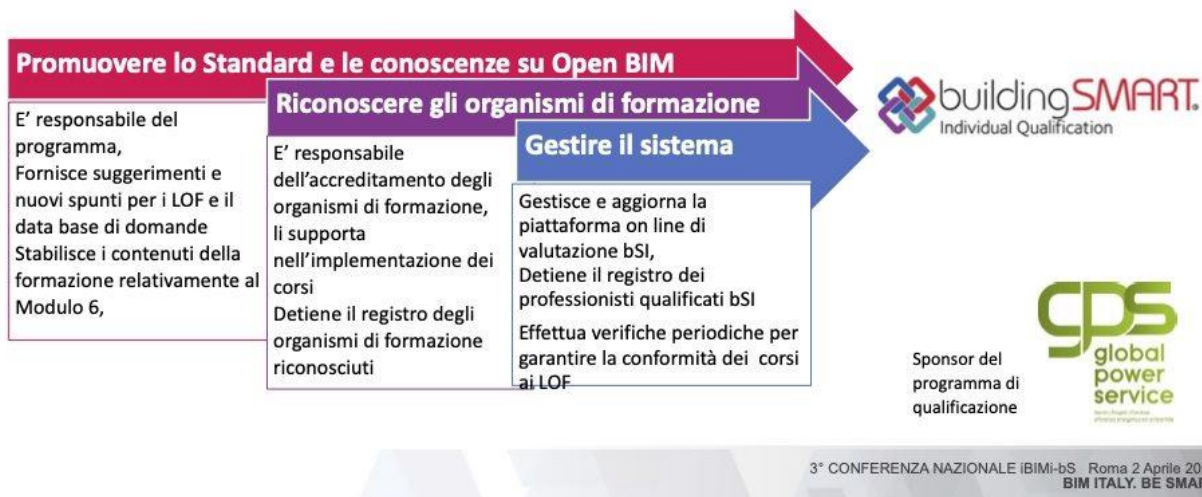 Promuovere lo Standard e le conoscenze su Open BIM
E' responsabile del
programma,
Fornisce suggerimenti e
nuovi spunti per i LOF e il
data base di domande
Stabilisce i contenuti della
formazione relativamente al
Modulo 6,
Riconoscere gli organismi di formazione
E' responsabile
dell'accreditamento degli
organismi di formazione,
li supporta
nell'implementazione dei
corsi
Detiene il registro degli
organismi di formazione
riconosciuti
Gestire il sistema
Gestisce e aggiorna la
piattaforma on line di
valutazione bSI,
Detiene il registro dei
professionisti qualificati bSI
Effettua verifiche periodiche per
garantire la conformità dei corsi
ai LOF
buildingSMART.
Individual Qualification
Sponsor del
programma di
qualificazione
gps
global
power
service
3° CONFERENZA NAZIONALE iBIMi-bS Roma 2 Aprile 20
BIM ITALY. BE SMA